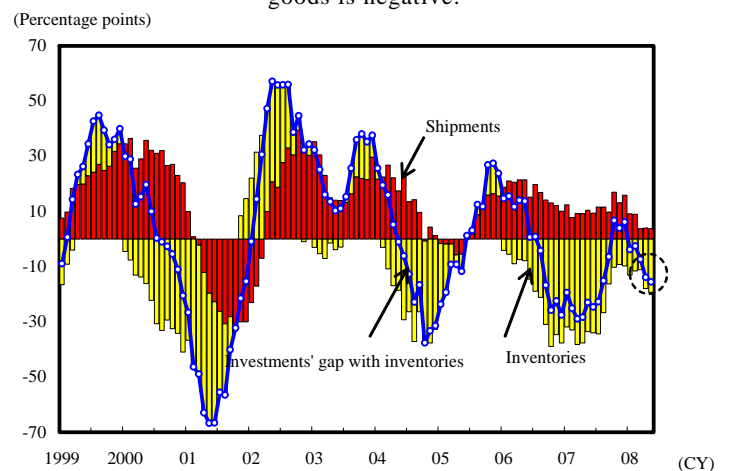 goods is negative.
(Percentage points)
70
50
30
10
-10
-30
-50
-70
Shipments
Investments' gap with inventories
Inventories
1999 2000 01 02 03 04 05 06 07 08 (CY)